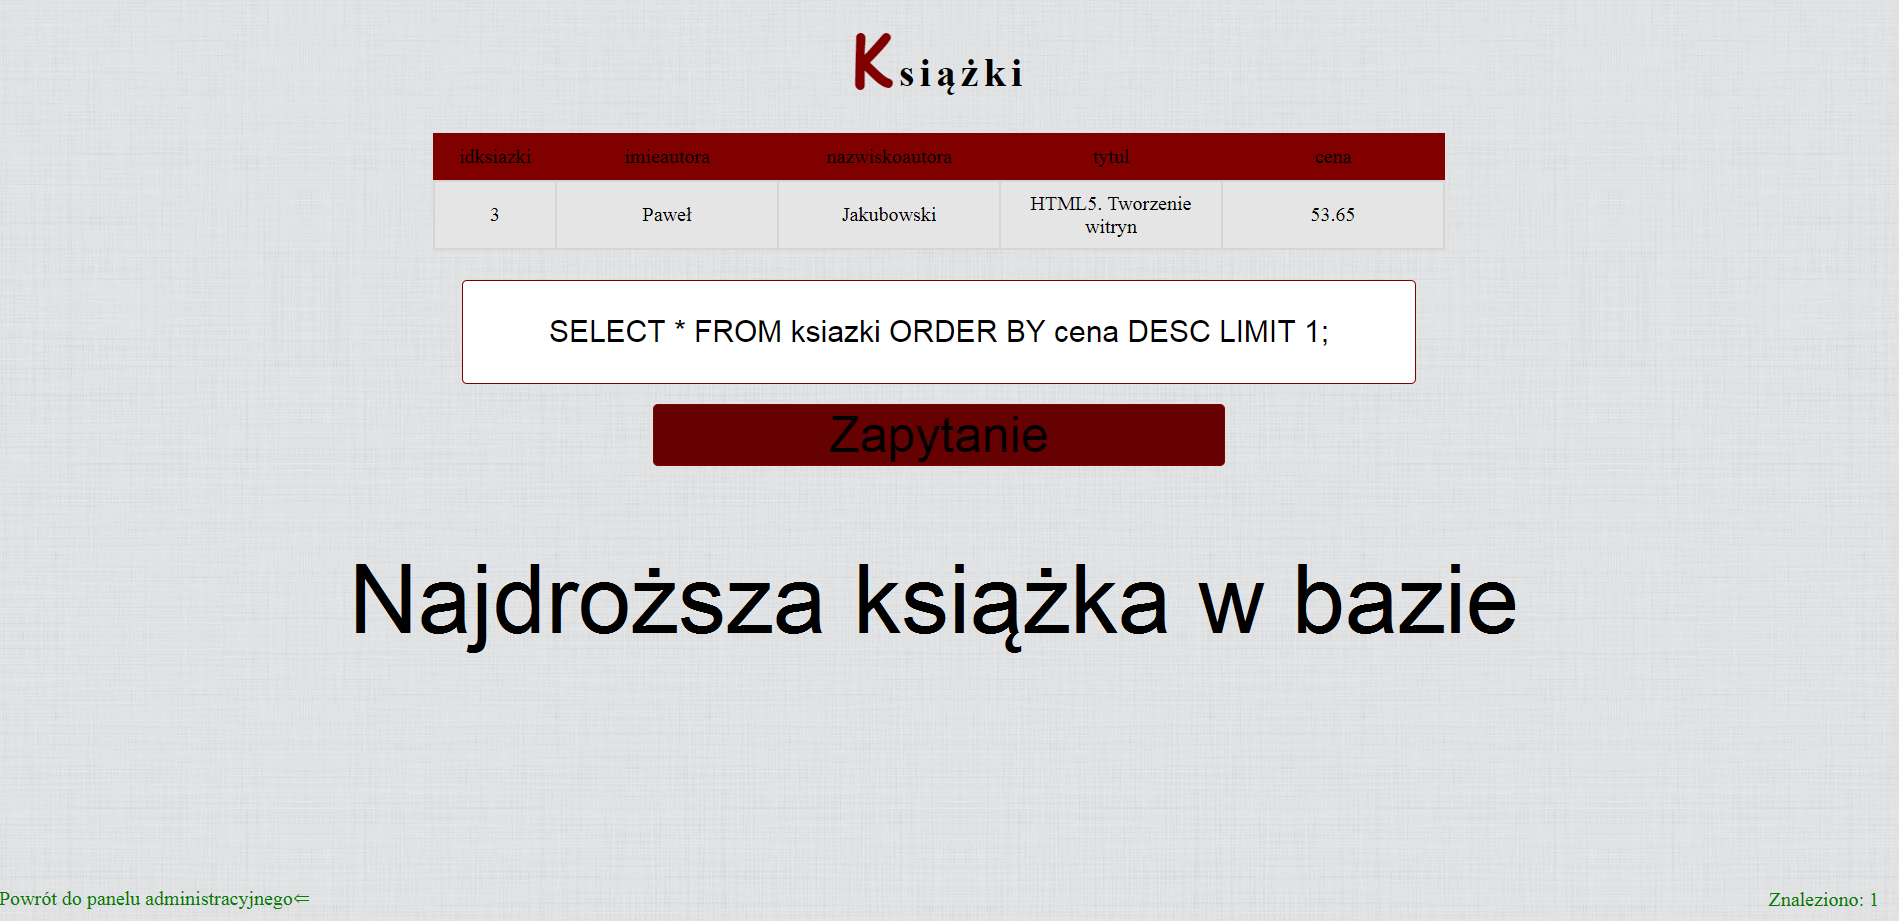 Książki
idksiazki imieautora nazwiskoautora tytul cena
3 Paweł Jakubowski HTML5. Tworzenie witryn 53.65
SELECT * FROM ksiazki ORDER BY cena DESC LIMIT 1;
Zapytanie
Najdroższa książka w bazie
Powrót do panelu administracyjnego⇐
Znaleziono: 1